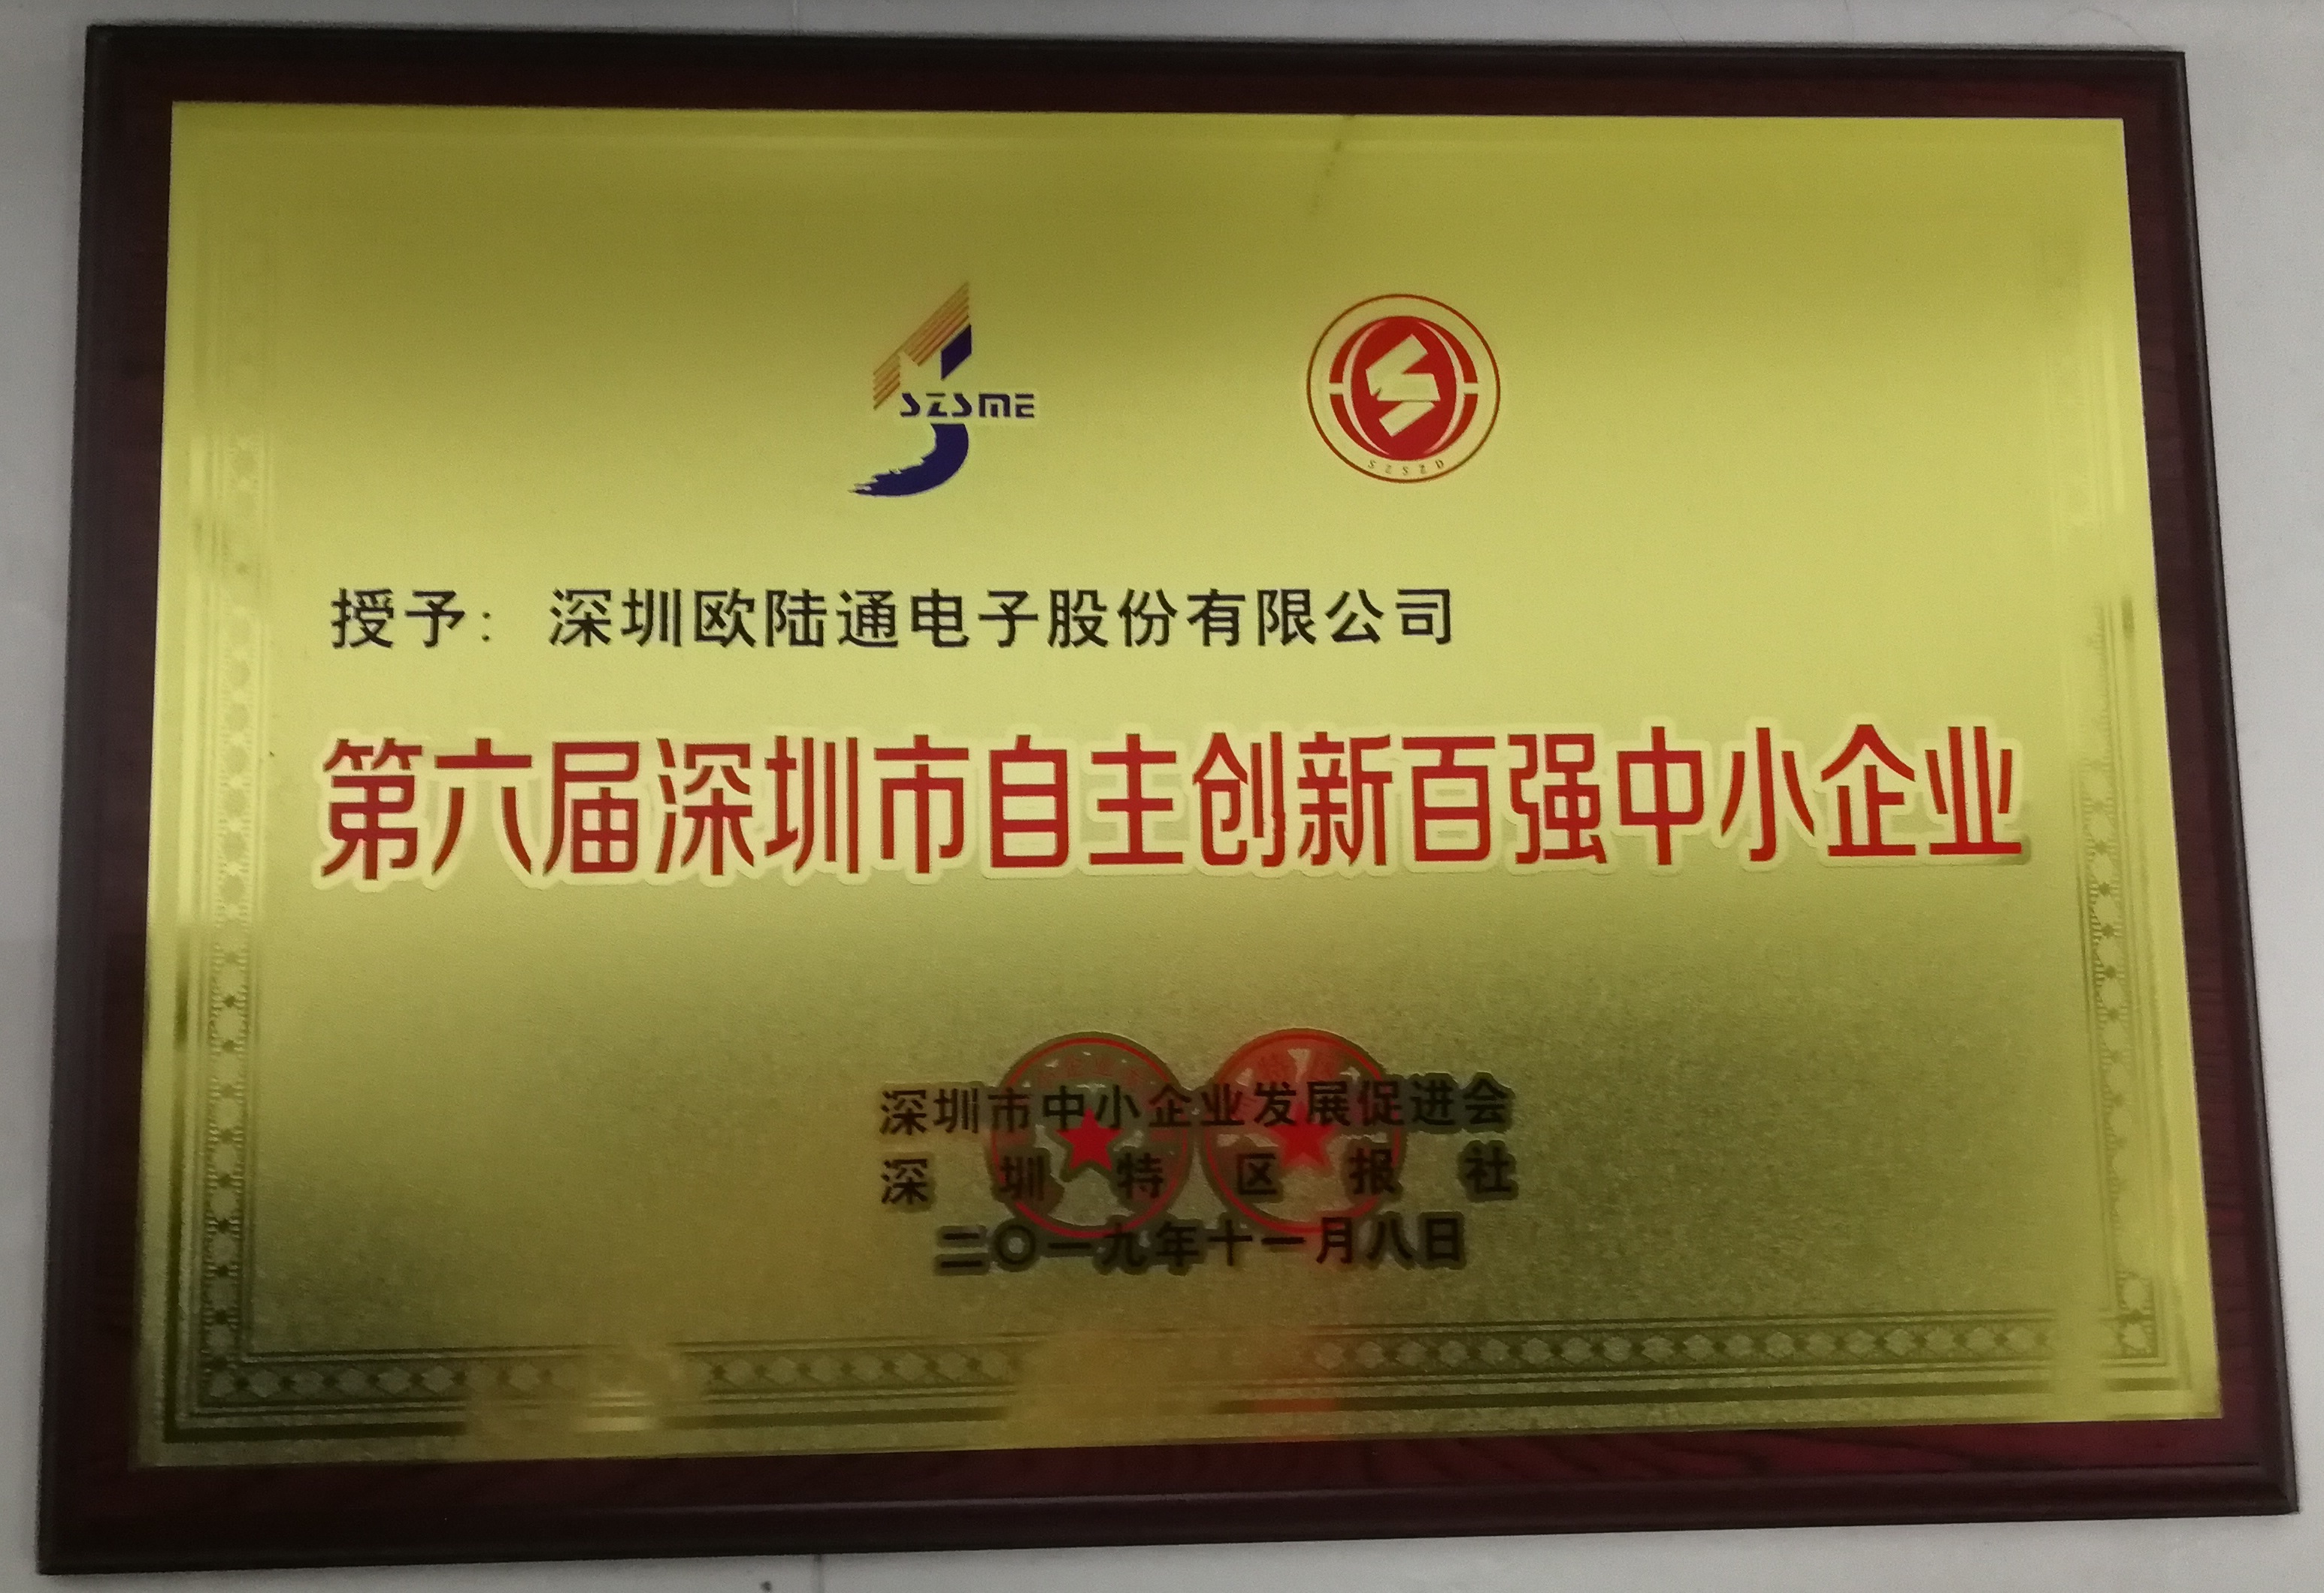 SZSME
SZSZD
授予：深圳欧陆通电子股份有限公司
第六届深圳市自主创新百强中小企业
深圳市中小企业发展促进会
深圳特区报社
二〇一九年十一月八日